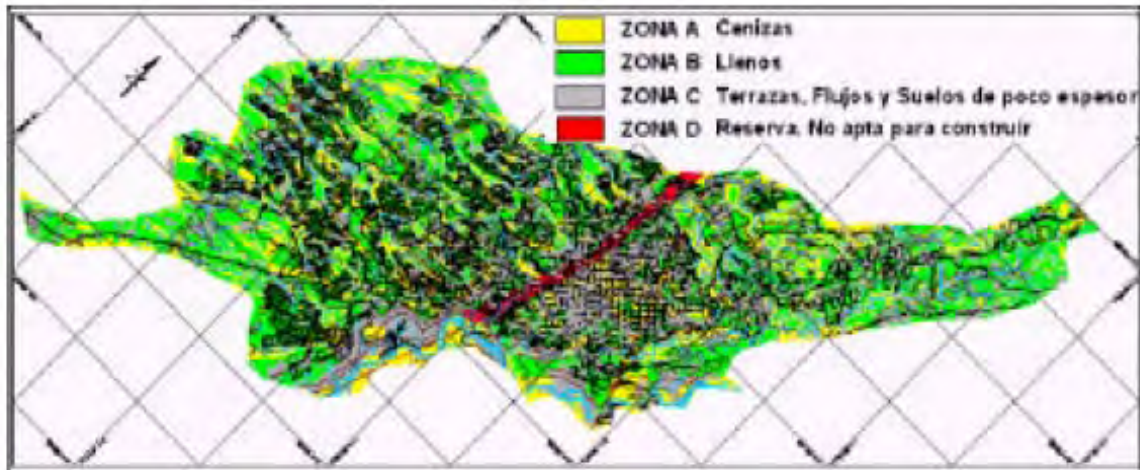 ZONA A Cenizas
ZONA B Llenos
ZONA C Terrazas, Flujos y Suelos de poco espesor
ZONA D Reserva, No apta para construir